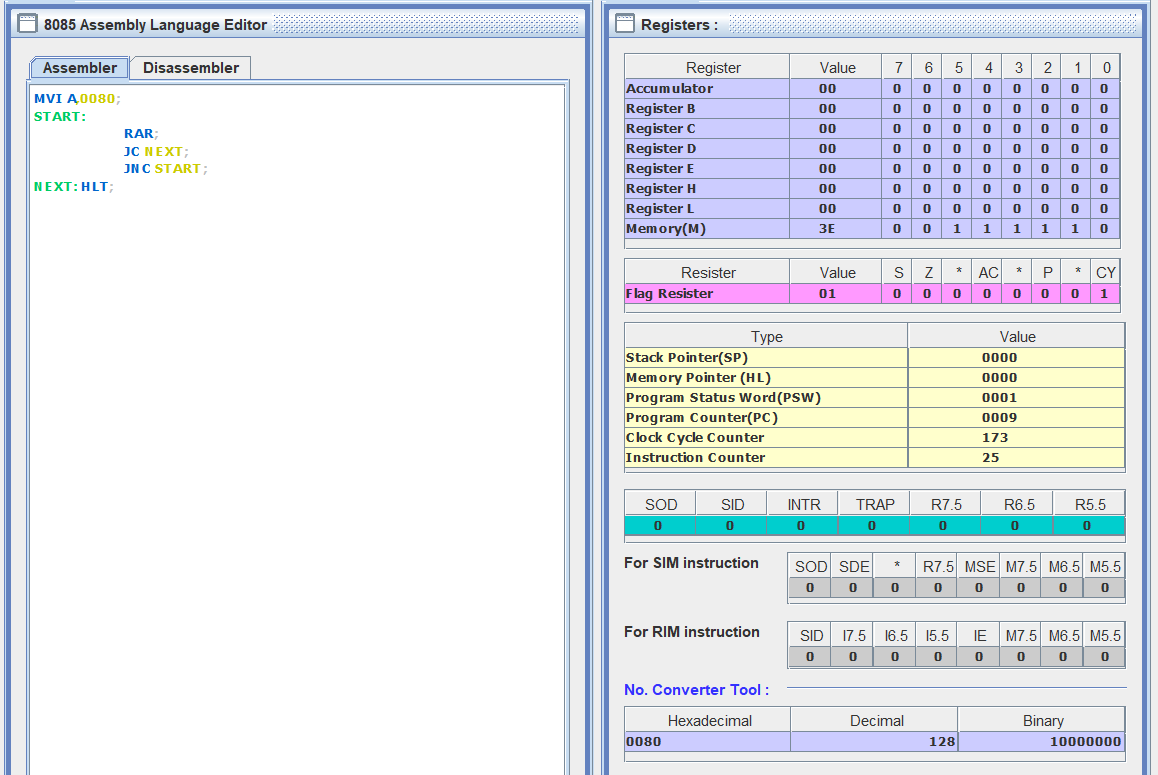 8085 Assembly Language Editor
Assembler Disassembler
MVI A,0080;
START:
RAR;
JC NEXT;
JNC START;
NEXT: HLT;
Registers :
Register Value 7 6 5 4 3 2 1 0
Accumulator 00 0 0 0 0 0 0 0 0
Register B 00 0 0 0 0 0 0 0 0
Register C 00 0 0 0 0 0 0 0 0
Register D 00 0 0 0 0 0 0 0 0
Register E 00 0 0 0 0 0 0 0 0
Register H 00 0 0 0 0 0 0 0 0
Register L 00 0 0 0 0 0 0 0 0
Memory(M) 3E 0 0 1 1 1 1 1 0
Resister Value S Z * AC * P * CY
Flag Resister 01 0 0 0 0 0 0 0 1
Type Value
Stack Pointer(SP) 0000
Memory Pointer (HL) 0000
Program Status Word(PSW) 0001
Program Counter(PC) 0009
Clock Cycle Counter 173
Instruction Counter 25
SOD SID INTR TRAP R7.5 R6.5 R5.5
0 0 0 0 0 0 0
For SIM instruction
SOD SDE * R7.5 MSE M7.5 M6.5 M5.5
0 0 0 0 0 0 0 0
For RIM instruction
SID I7.5 I6.5 I5.5 IE M7.5 M6.5 M5.5
0 0 0 0 0 0 0 0
No. Converter Tool :
Hexadecimal Decimal Binary
0080 128 10000000